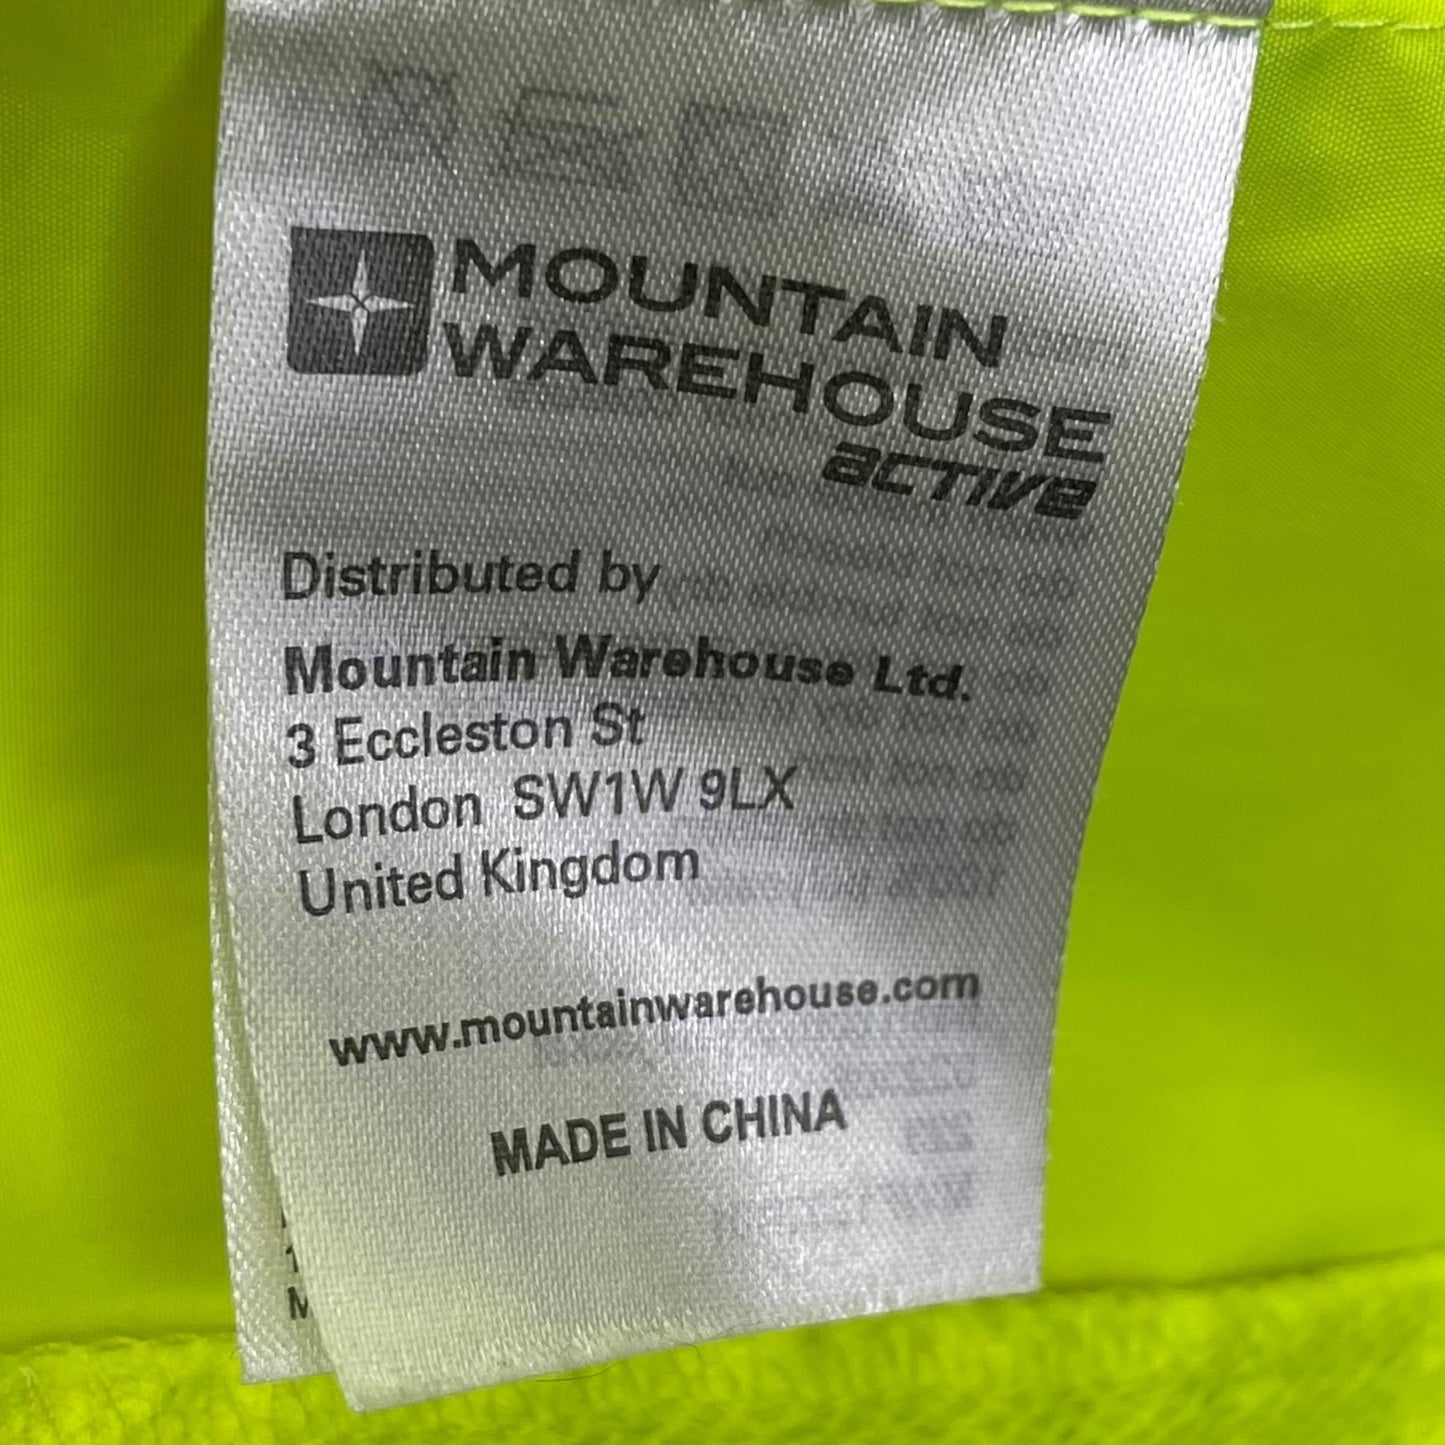 MOUNTAIN
WAREHOUSE
active
Distributed by
Mountain Warehouse Ltd.
3 Eccleston St
London SW1W 9LX
United Kingdom
www.mountainwarehouse.com
MADE IN CHINA